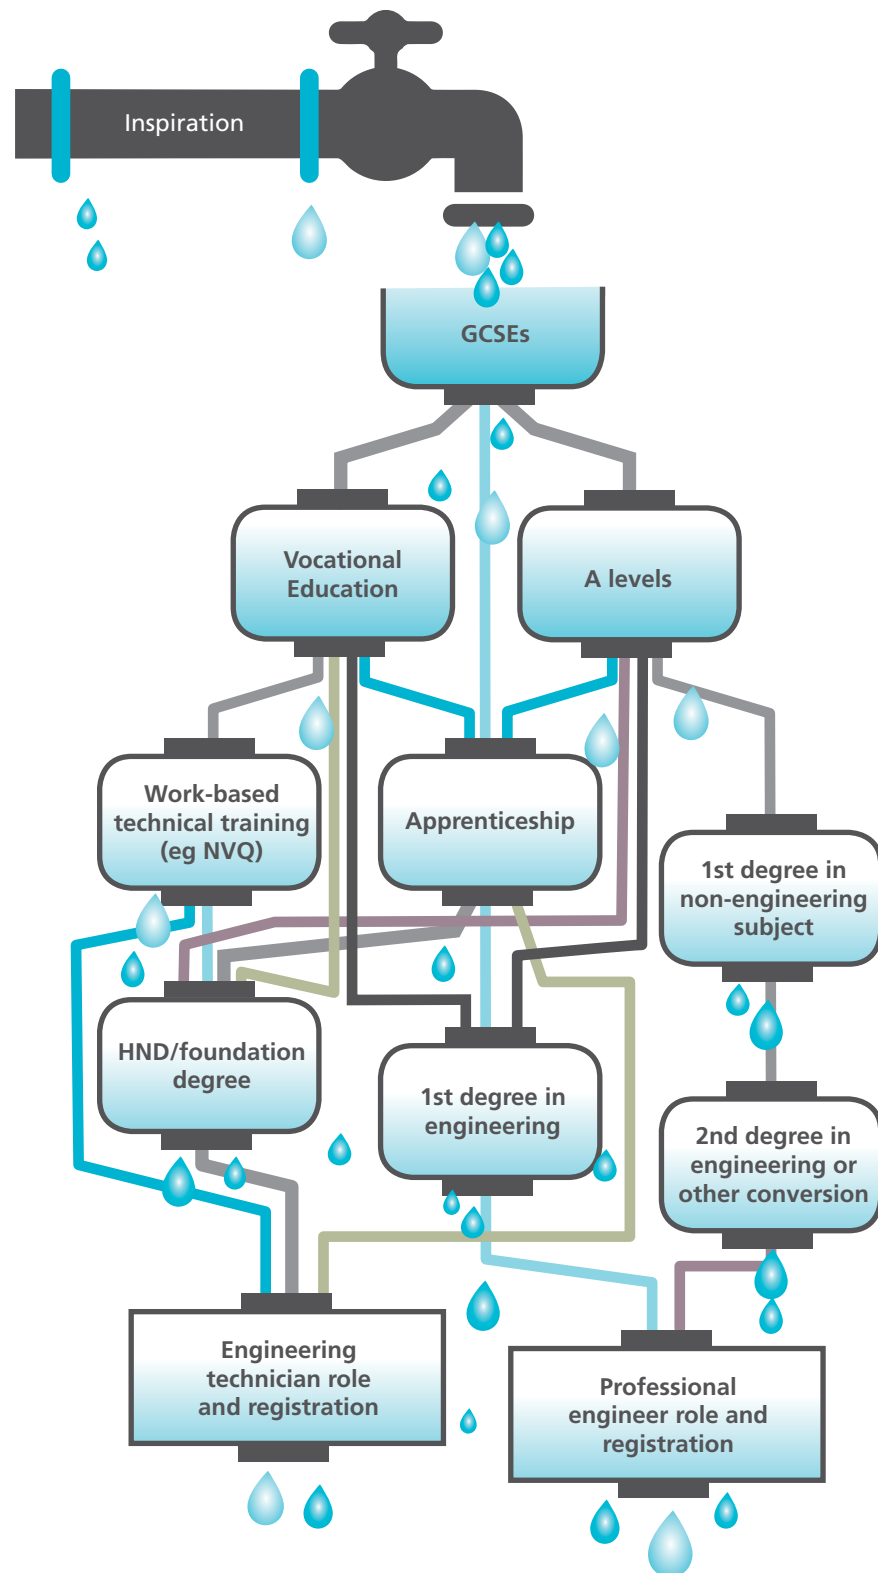 Inspiration
GCSEs
Vocational
Education
A levels
Work-based
technical training
(eg NVQ)
Apprenticeship
1st degree in
non-engineering
subject
HND/foundation
degree
1st degree in
engineering
2nd degree in
engineering or
other conversion
Engineering
technician role
and registration
Professional
engineer role and
registration